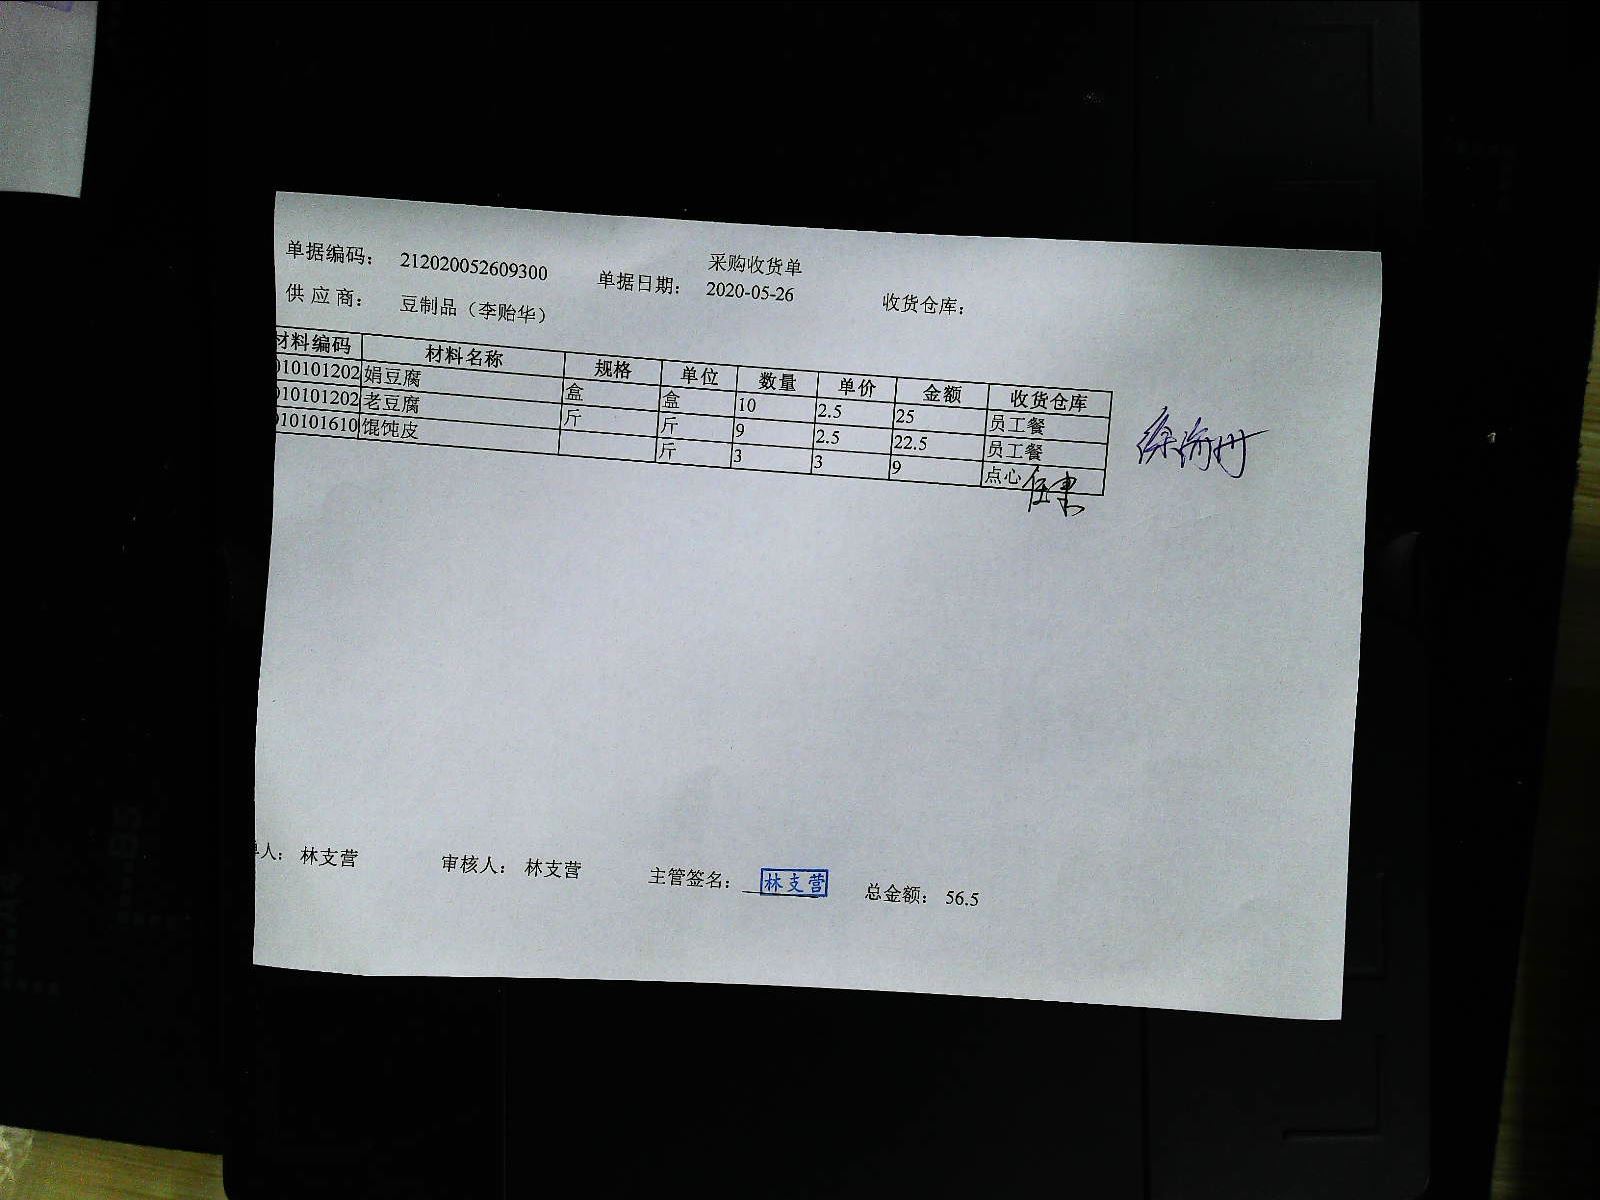 采购收货单
单据编码： 212020052609300 单据日期： 2020-05-26 收货仓库：
供 应 商： 豆制品（李贻华）
材料编码 材料名称 规格 单位 数量 单价 金额 收货仓库
010101202 娟豆腐 盒 盒 10 2.5 25 员工餐
010101202 老豆腐 斤 斤 9 2.5 22.5 员工餐
010101610 馄饨皮 斤 3 3 9 点心
单人： 林支营 审核人： 林支营 主管签名： 林支营 总金额： 56.5